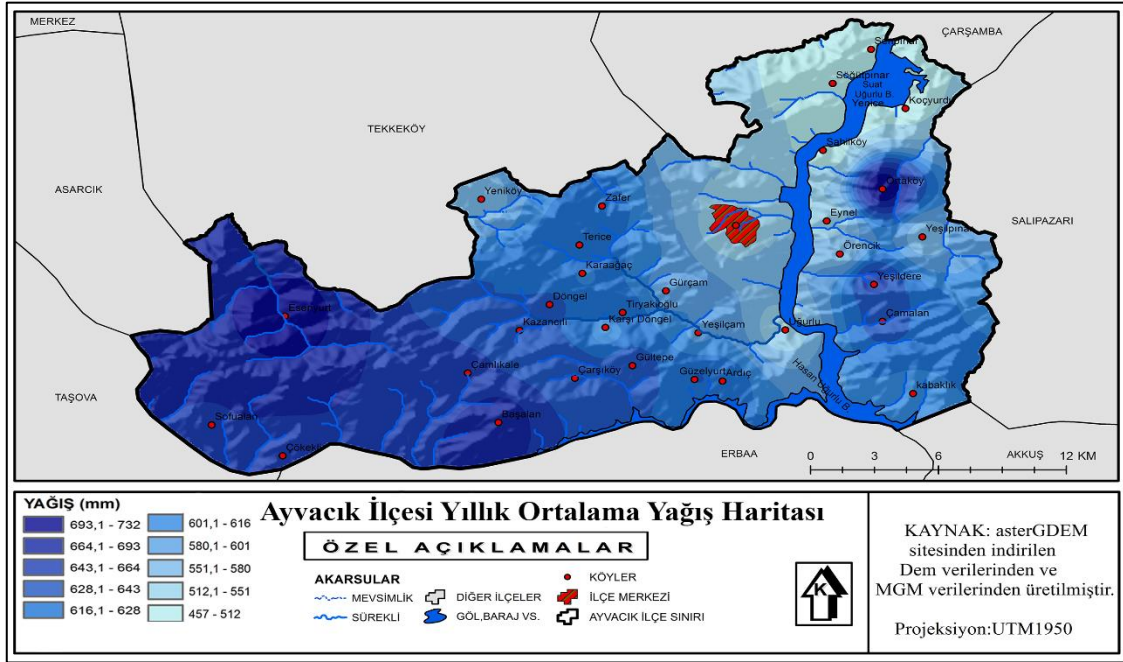 MERKEZ
ÇARŞAMBA
Sarıpınar
Söğütpınar
Suat
Uğurlu B.
Yenice
Koçyurdu
TEKKEKÖY
Sahilköy
ASARCIK
Ortaköy
Yeniköy
Zafer
SALIPAZARI
Eynel
Yeşilpınar
Terice
Örencik
Karaağaç
Yeşildere
Gürçam
Döngel
Esenyurt
Tiryakioğlu
Çamalan
Kazancılı
Karşı Döngel
Yeşilçam
Uğurlu
Gültepe
Çamlıkale
Çarşıköy
Güzelyurt
Ardıç
Hasan Uğurlu B.
kabaklık
TAŞOVA
Başalan
Sofualan
Çökekli
ERBAA
AKKUŞ
0 3 6 12 KM
YAĞIŞ (mm)
693,1 - 732
664,1 - 693
643,1 - 664
628,1 - 643
616,1 - 628
601,1 - 616
580,1 - 601
551,1 - 580
512,1 - 551
457 - 512
Ayvacık İlçesi Yıllık Ortalama Yağış Haritası
ÖZEL AÇIKLAMALAR
AKARSULAR
MEVSİMLİK
SÜREKLİ
DİĞER İLÇELER
GÖL,BARAJ VS.
KÖYLER
İLÇE MERKEZİ
AYVACIK İLÇE SINIRI
K
KAYNAK: asterGDEM
sitesinden indirilen
Dem verilerinden ve
MGM verilerinden üretilmiştir.
Projeksiyon:UTM1950